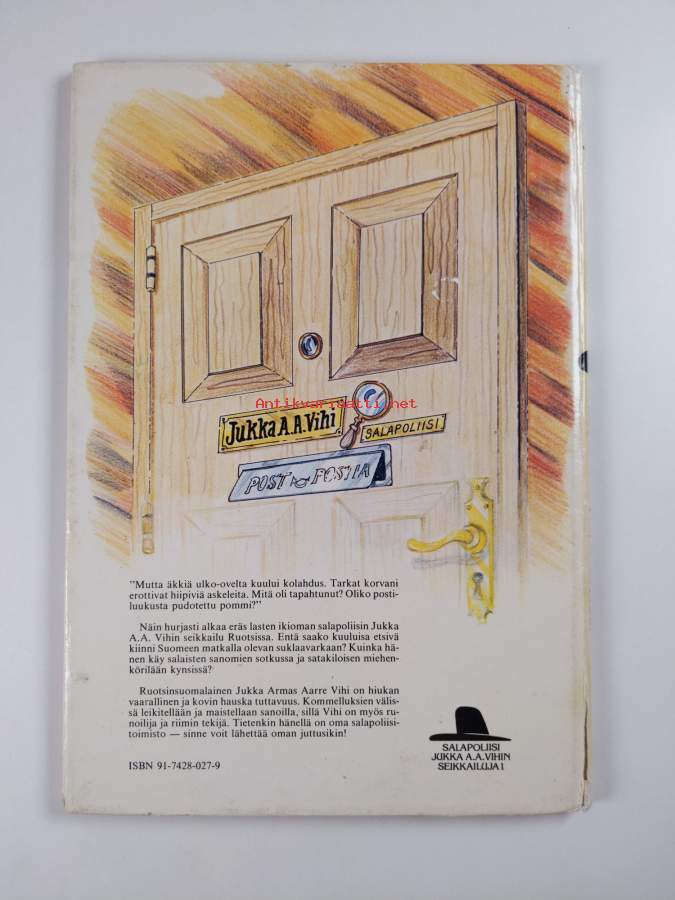 Antikvariaatti.net
Jukka A.A.Vihi
SALAPOLIISI
POST POSTIA
"Mutta äkkiä ulko-ovelta kuului kolahdus. Tarkat korvani
erottivat hiipiviä askeleita. Mitä oli tapahtunut? Oliko posti-
luukusta pudotettu pommi?"
Näin hurjasti alkaa eräs lasten ikioman salapoliisin Jukka
A.A. Vihin seikkailu Ruotsissa. Entä saako kuuluisa etsivä
kiinni Suomeen matkalla olevan suklaavarkaan? Kuinka hä-
nen käy salaisten sanomien sotkussa ja satakiloisen miehen-
körilään kynsissä?
Ruotsinsuomalainen Jukka Armas Aarre Vihi on hiukan
vaarallinen ja kovin hauska tuttavuus. Kommelluksien välis-
sä leikitellään ja maistellaan sanoilla, sillä Vihi on myös ru-
noilija ja riimin tekijä. Tietenkin hänellä on oma salapoliisi-
toimisto — sinne voit lähettää oman juttusikin!
ISBN 91-7428-027-9
SALAPOLIISI
JUKKA A.A.VIHIN
SEIKKAILUJA 1